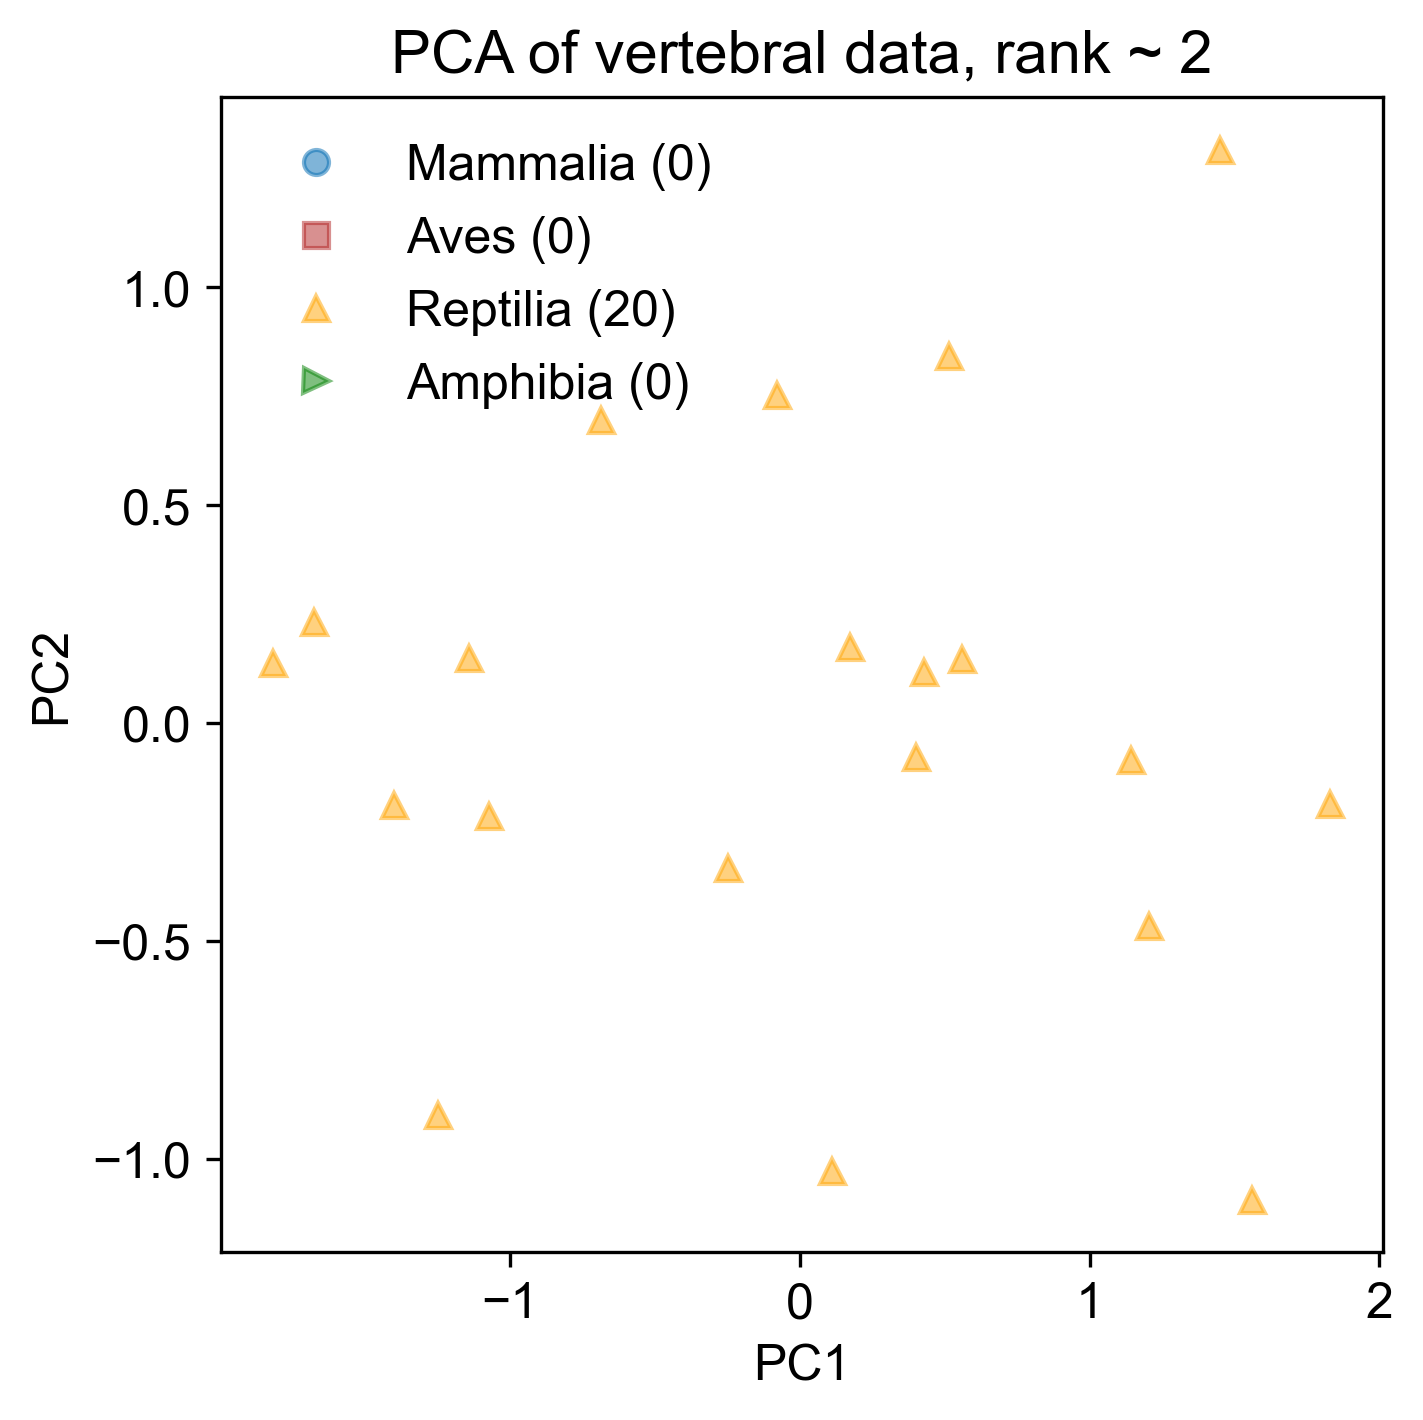 PCA of vertebral data, rank ~ 2
Mammalia (0)
Aves (0)
Reptilia (20)
Amphibia (0)
1.0
0.5
0.0
−0.5
−1.0
PC2
−1
0
1
2
PC1